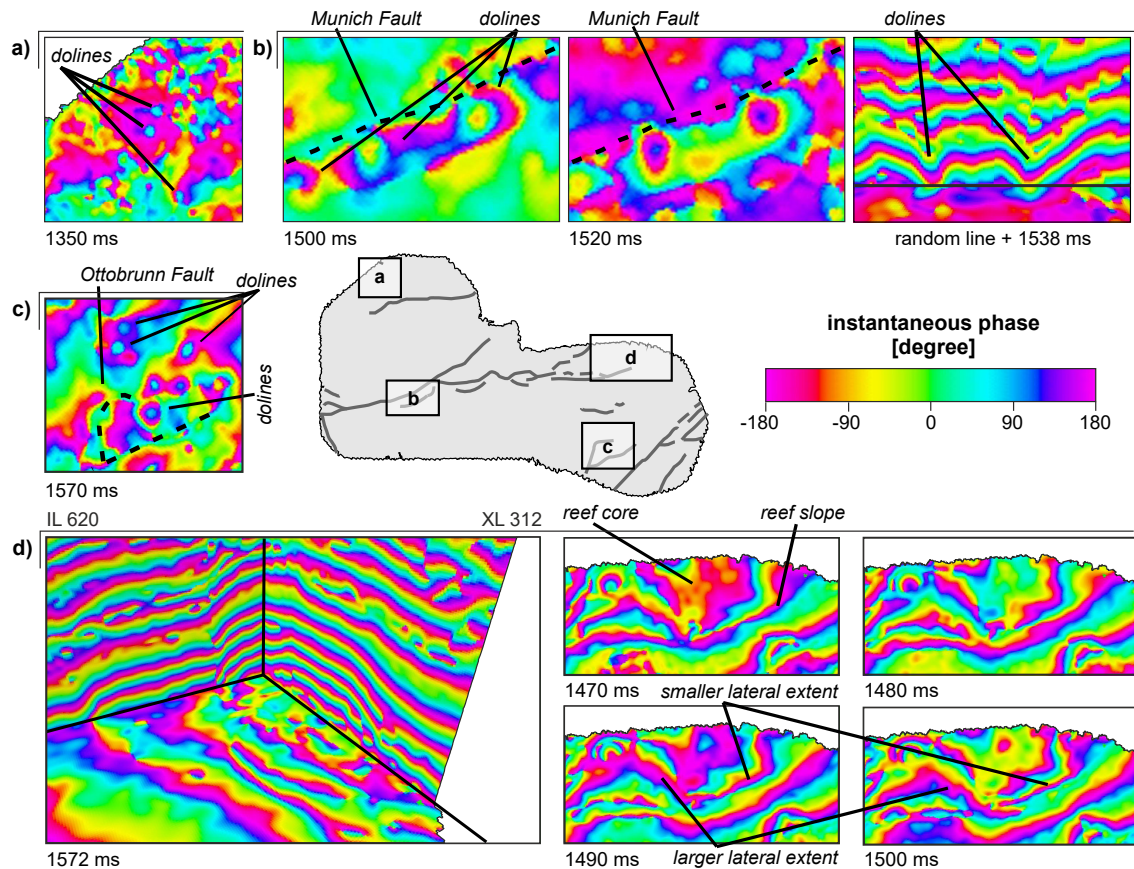 a)
dolines
b)
Munich Fault
dolines
Munich Fault
dolines
1350 ms
1500 ms
1520 ms
random line + 1538 ms
c)
Ottobrunn Fault
dolines
dolines
1570 ms
a
b
c
d
instantaneous phase
[degree]
-180 -90 0 90 180
d)
IL 620
XL 312
1572 ms
reef core
reef slope
1470 ms
1480 ms
smaller lateral extent
1490 ms
larger lateral extent
1500 ms